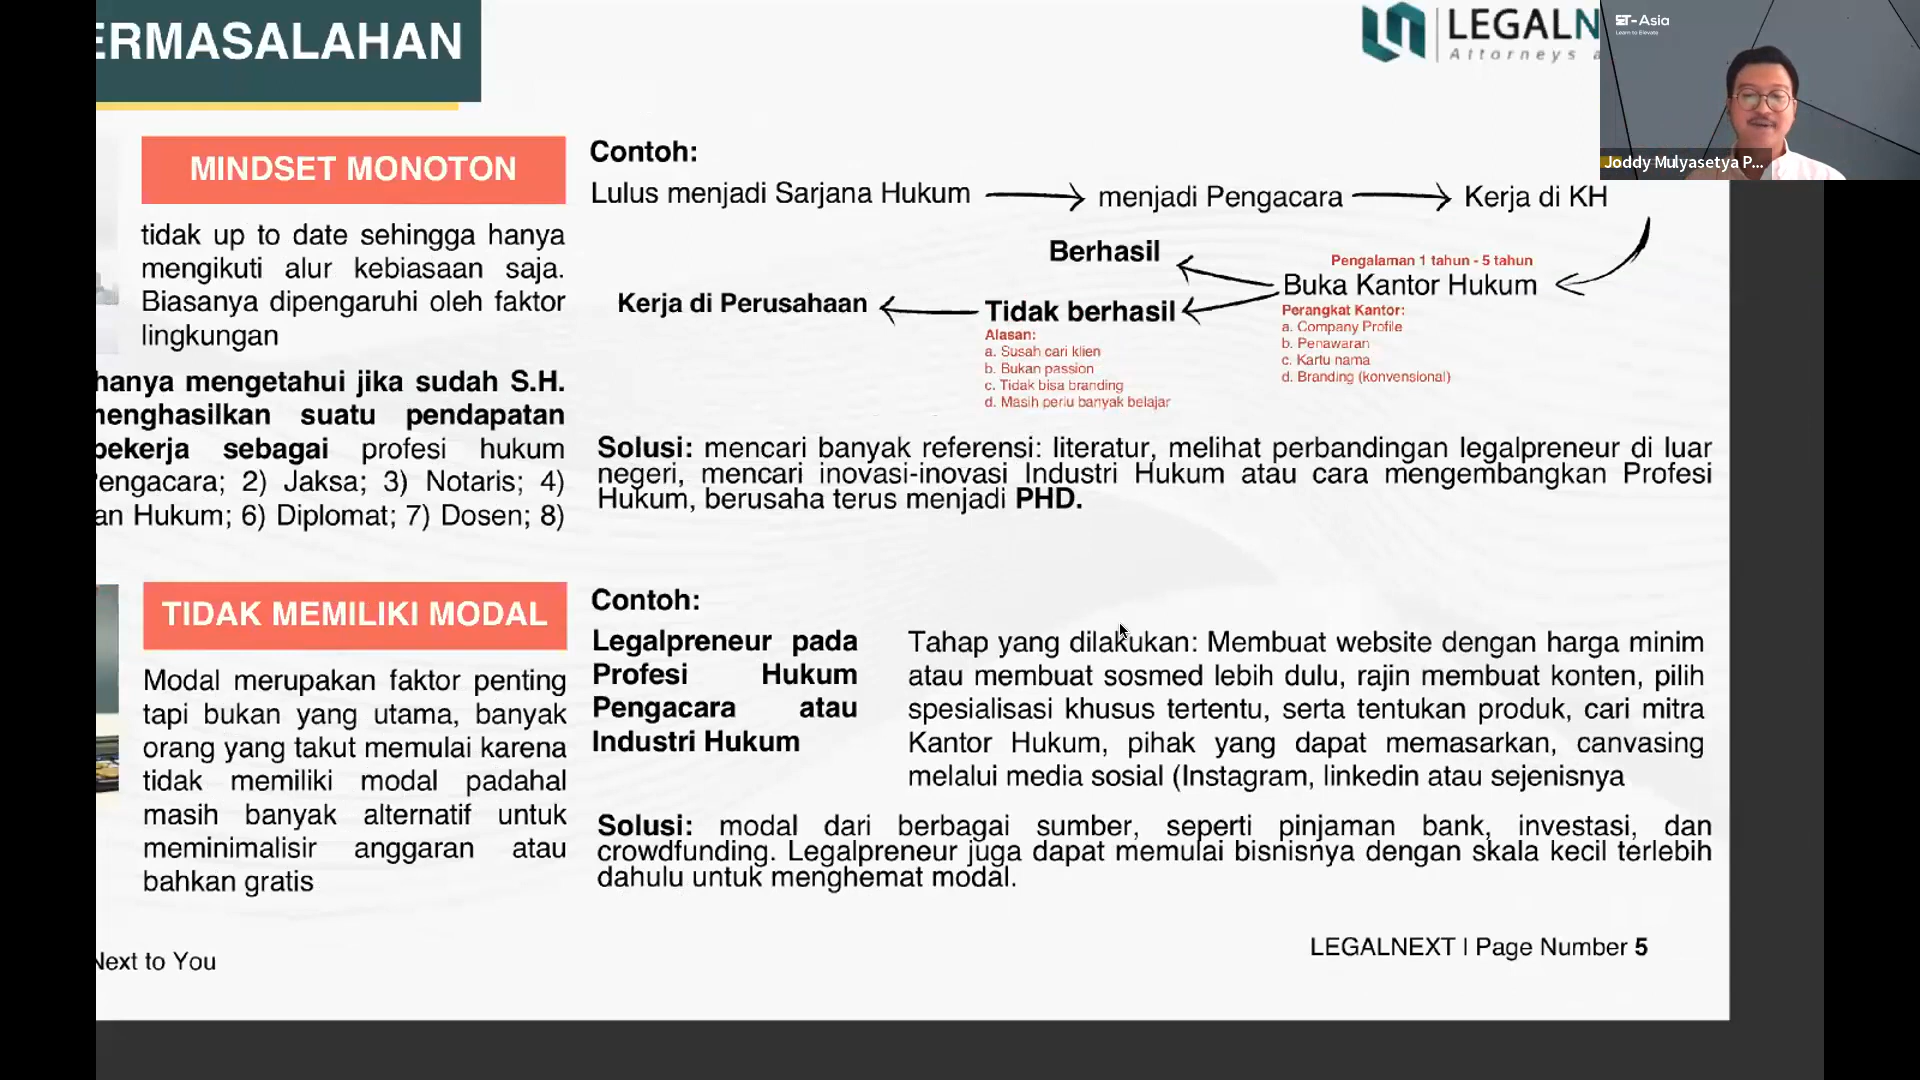 ERMASALAHAN
LEGALN
Attorneys a
ST-Asia
Learn to Elevate
Joddy Mulyasetya P...
MINDSET MONOTON
tidak up to date sehingga hanya
mengikuti alur kebiasaan saja.
Biasanya dipengaruhi oleh faktor
lingkungan
hanya mengetahui jika sudah S.H.
menghasilkan suatu pendapatan
bekerja sebagai profesi hukum
engacara; 2) Jaksa; 3) Notaris; 4)
an Hukum; 6) Diplomat; 7) Dosen; 8)
Contoh:
Lulus menjadi Sarjana Hukum menjadi Pengacara Kerja di KH
Berhasil
Pengalaman 1 tahun - 5 tahun
Buka Kantor Hukum
Kerja di Perusahaan
Tidak berhasil
Perangkat Kantor:
a. Company Profile
b. Penawaran
c. Kartu nama
d. Branding (konvensional)
Alasan:
a. Susah cari klien
b. Bukan passion
c. Tidak bisa branding
d. Masih perlu banyak belajar
Solusi: mencari banyak referensi: literatur, melihat perbandingan legalpreneur di luar
negeri, mencari inovasi-inovasi Industri Hukum atau cara mengembangkan Profesi
Hukum, berusaha terus menjadi PHD.
TIDAK MEMILIKI MODAL
Modal merupakan faktor penting
tapi bukan yang utama, banyak
orang yang takut memulai karena
tidak memiliki modal padahal
masih banyak alternatif untuk
meminimalisir anggaran atau
bahkan gratis
Contoh:
Legalpreneur pada
Profesi Hukum
Pengacara atau
Industri Hukum
Tahap yang dilakukan: Membuat website dengan harga minim
atau membuat sosmed lebih dulu, rajin membuat konten, pilih
spesialisasi khusus tertentu, serta tentukan produk, cari mitra
Kantor Hukum, pihak yang dapat memasarkan, canvasing
melalui media sosial (Instagram, linkedin atau sejenisnya
Solusi: modal dari berbagai sumber, seperti pinjaman bank, investasi, dan
crowdfunding. Legalpreneur juga dapat memulai bisnisnya dengan skala kecil terlebih
dahulu untuk menghemat modal.
Next to You
LEGALNEXT I Page Number 5